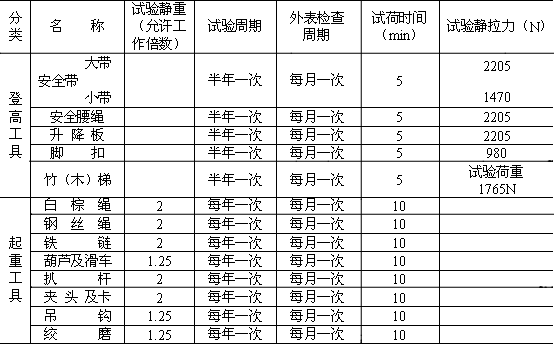 分类 名 称 试验静重（允许工作倍数） 试验周期 外表检查周期 试荷时间（min） 试验静拉力（N）
登高工具
安全带 大带 半年一次 每月一次 5 2205
小带 1470
安全腰绳 半年一次 每月一次 5 2205
升降板 半年一次 每月一次 5 2205
脚扣 半年一次 每月一次 5 980
竹（木）梯 半年一次 每月一次 5 试验荷重1765N
起重工具
白棕绳 2 每年一次 每月一次 10
钢丝绳 2 每年一次 每月一次 10
铁链 2 每年一次 每月一次 10
葫芦及滑车 1.25 每年一次 每月一次 10
扒杆 2 每年一次 每月一次 10
夹头及卡 2 每年一次 每月一次 10
吊钩 1.25 每年一次 每月一次 10
绞磨 1.25 每年一次 每月一次 10